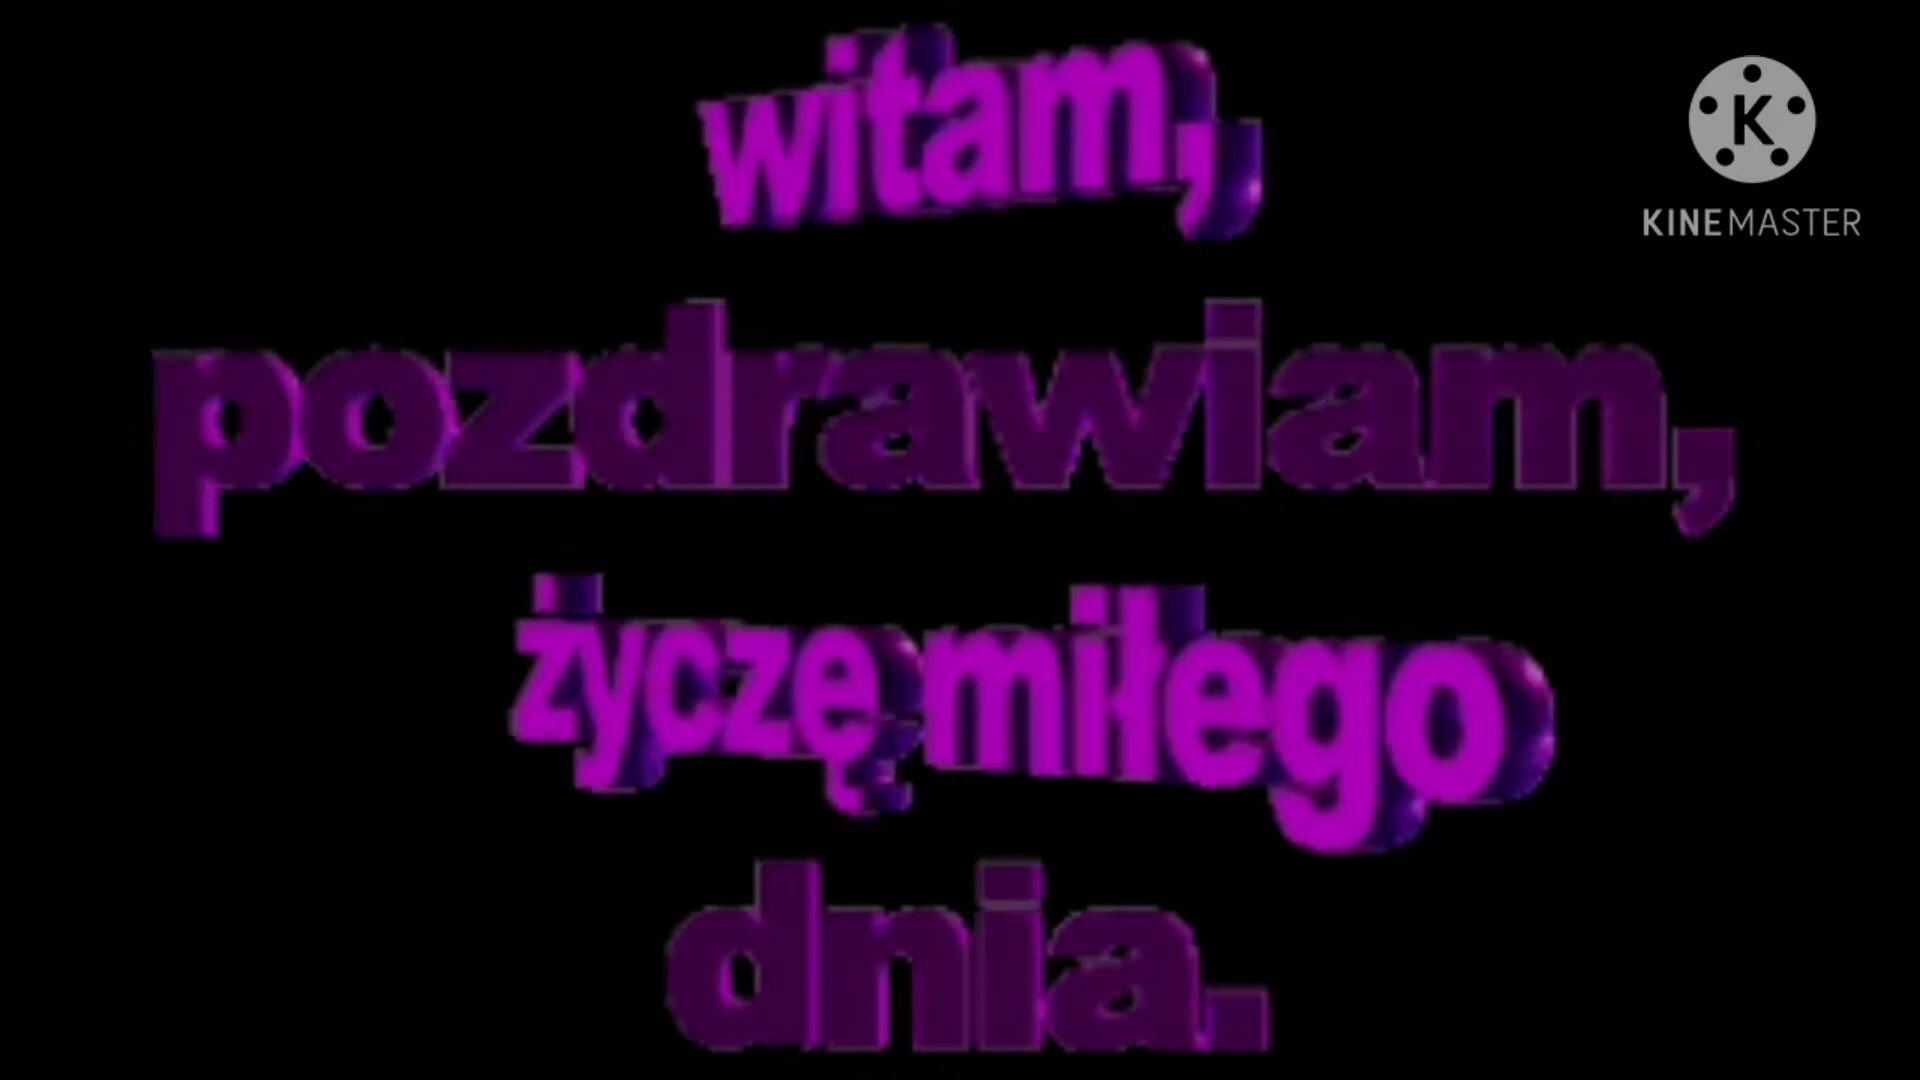 witam,
KINEMASTER
pozdrawiam,
życzę miłego
dnia.